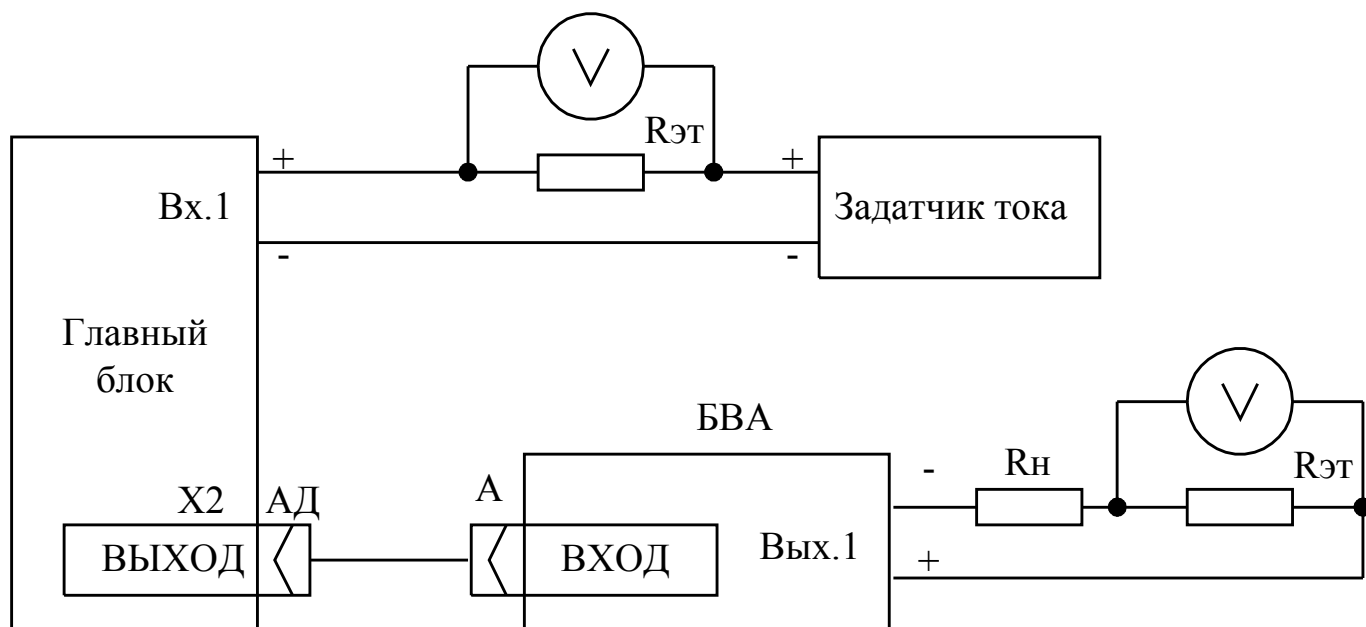 V
Rэт
+
+
Вх.1
Задатчик тока
-
-
Главный
блок
V
БВА
-
Rн
Rэт
Х2
АД
А
ВЫХОД
ВХОД
Вых.1
+